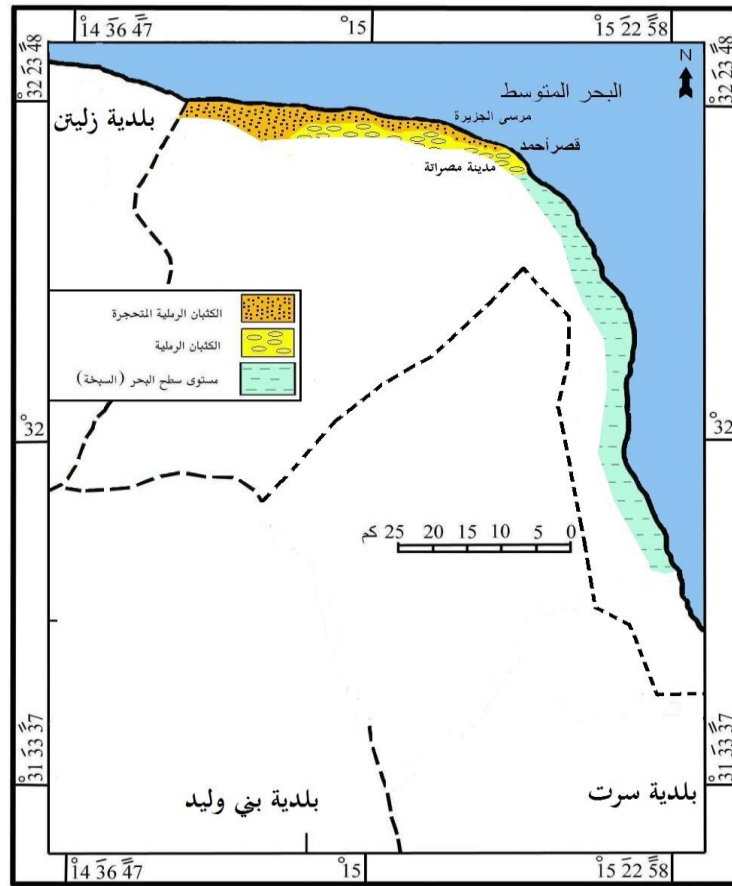 14 36 47
15°
15 22 58
32 23 48
32 23 48
N
البحر المتوسط
مرسى الجزيرة
قصر أحمد
مدينة مصراتة
بلدية زليتن
الكثبان الرملية المتحجرة
الكثبان الرملية
مستوى سطح البحر (السبخة)
32°
32°
كم 25 20 15 10 5 0
31 33 37
31 33 37
بلدية بني وليد
بلدية سرت
14 36 47
15°
15 22 58